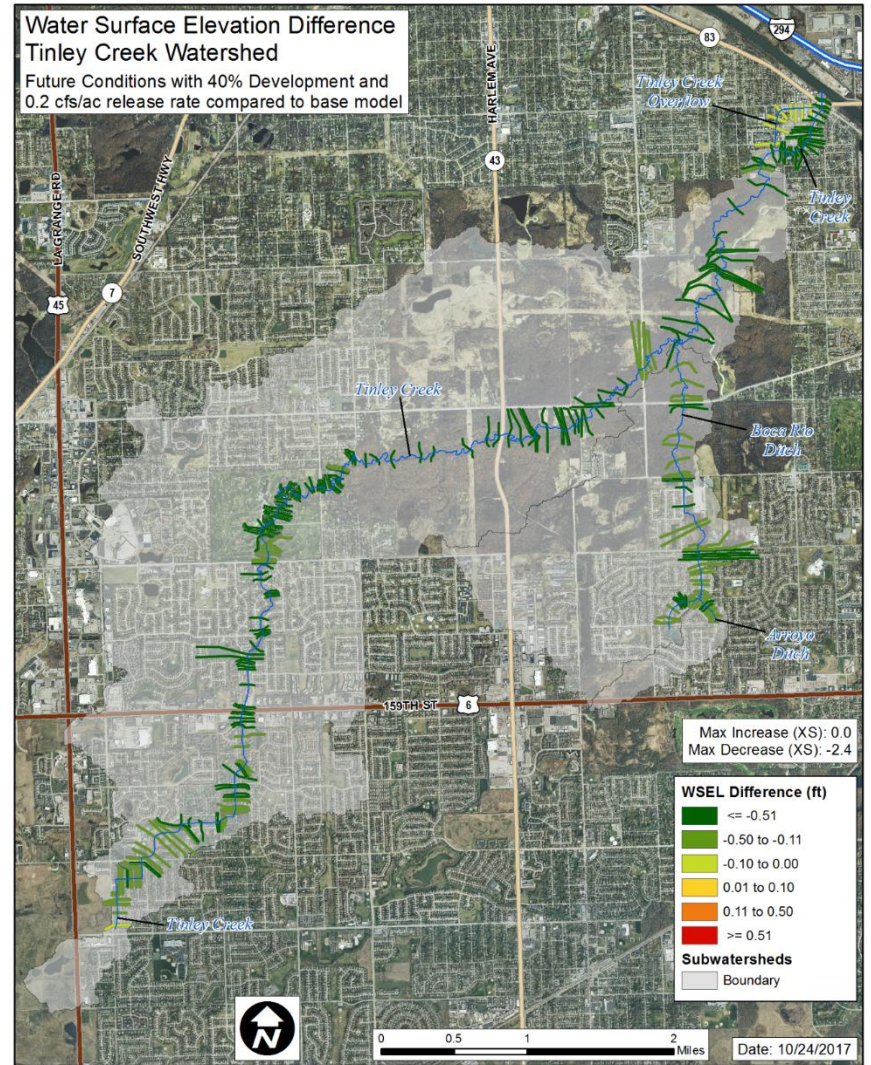 Water Surface Elevation Difference
Tinley Creek Watershed
Future Conditions with 40% Development and
0.2 cfs/ac release rate compared to base model
294
83
HARLEM AVE
Tinley Creek
Overflow
43
LA GRANGE RD
SOUTHWEST HWY
Tinley
Creek
45
7
Tinley Creek
Boca Rio
Ditch
Arroyo
Ditch
159TH ST
6
Max Increase (XS): 0.0
Max Decrease (XS): -2.4
WSEL Difference (ft)
<= -0.51
-0.50 to -0.11
-0.10 to 0.00
0.01 to 0.10
0.11 to 0.50
>= 0.51
Subwatersheds
Boundary
Tinley Creek
N
0 0.5 1 2
Miles
Date: 10/24/2017